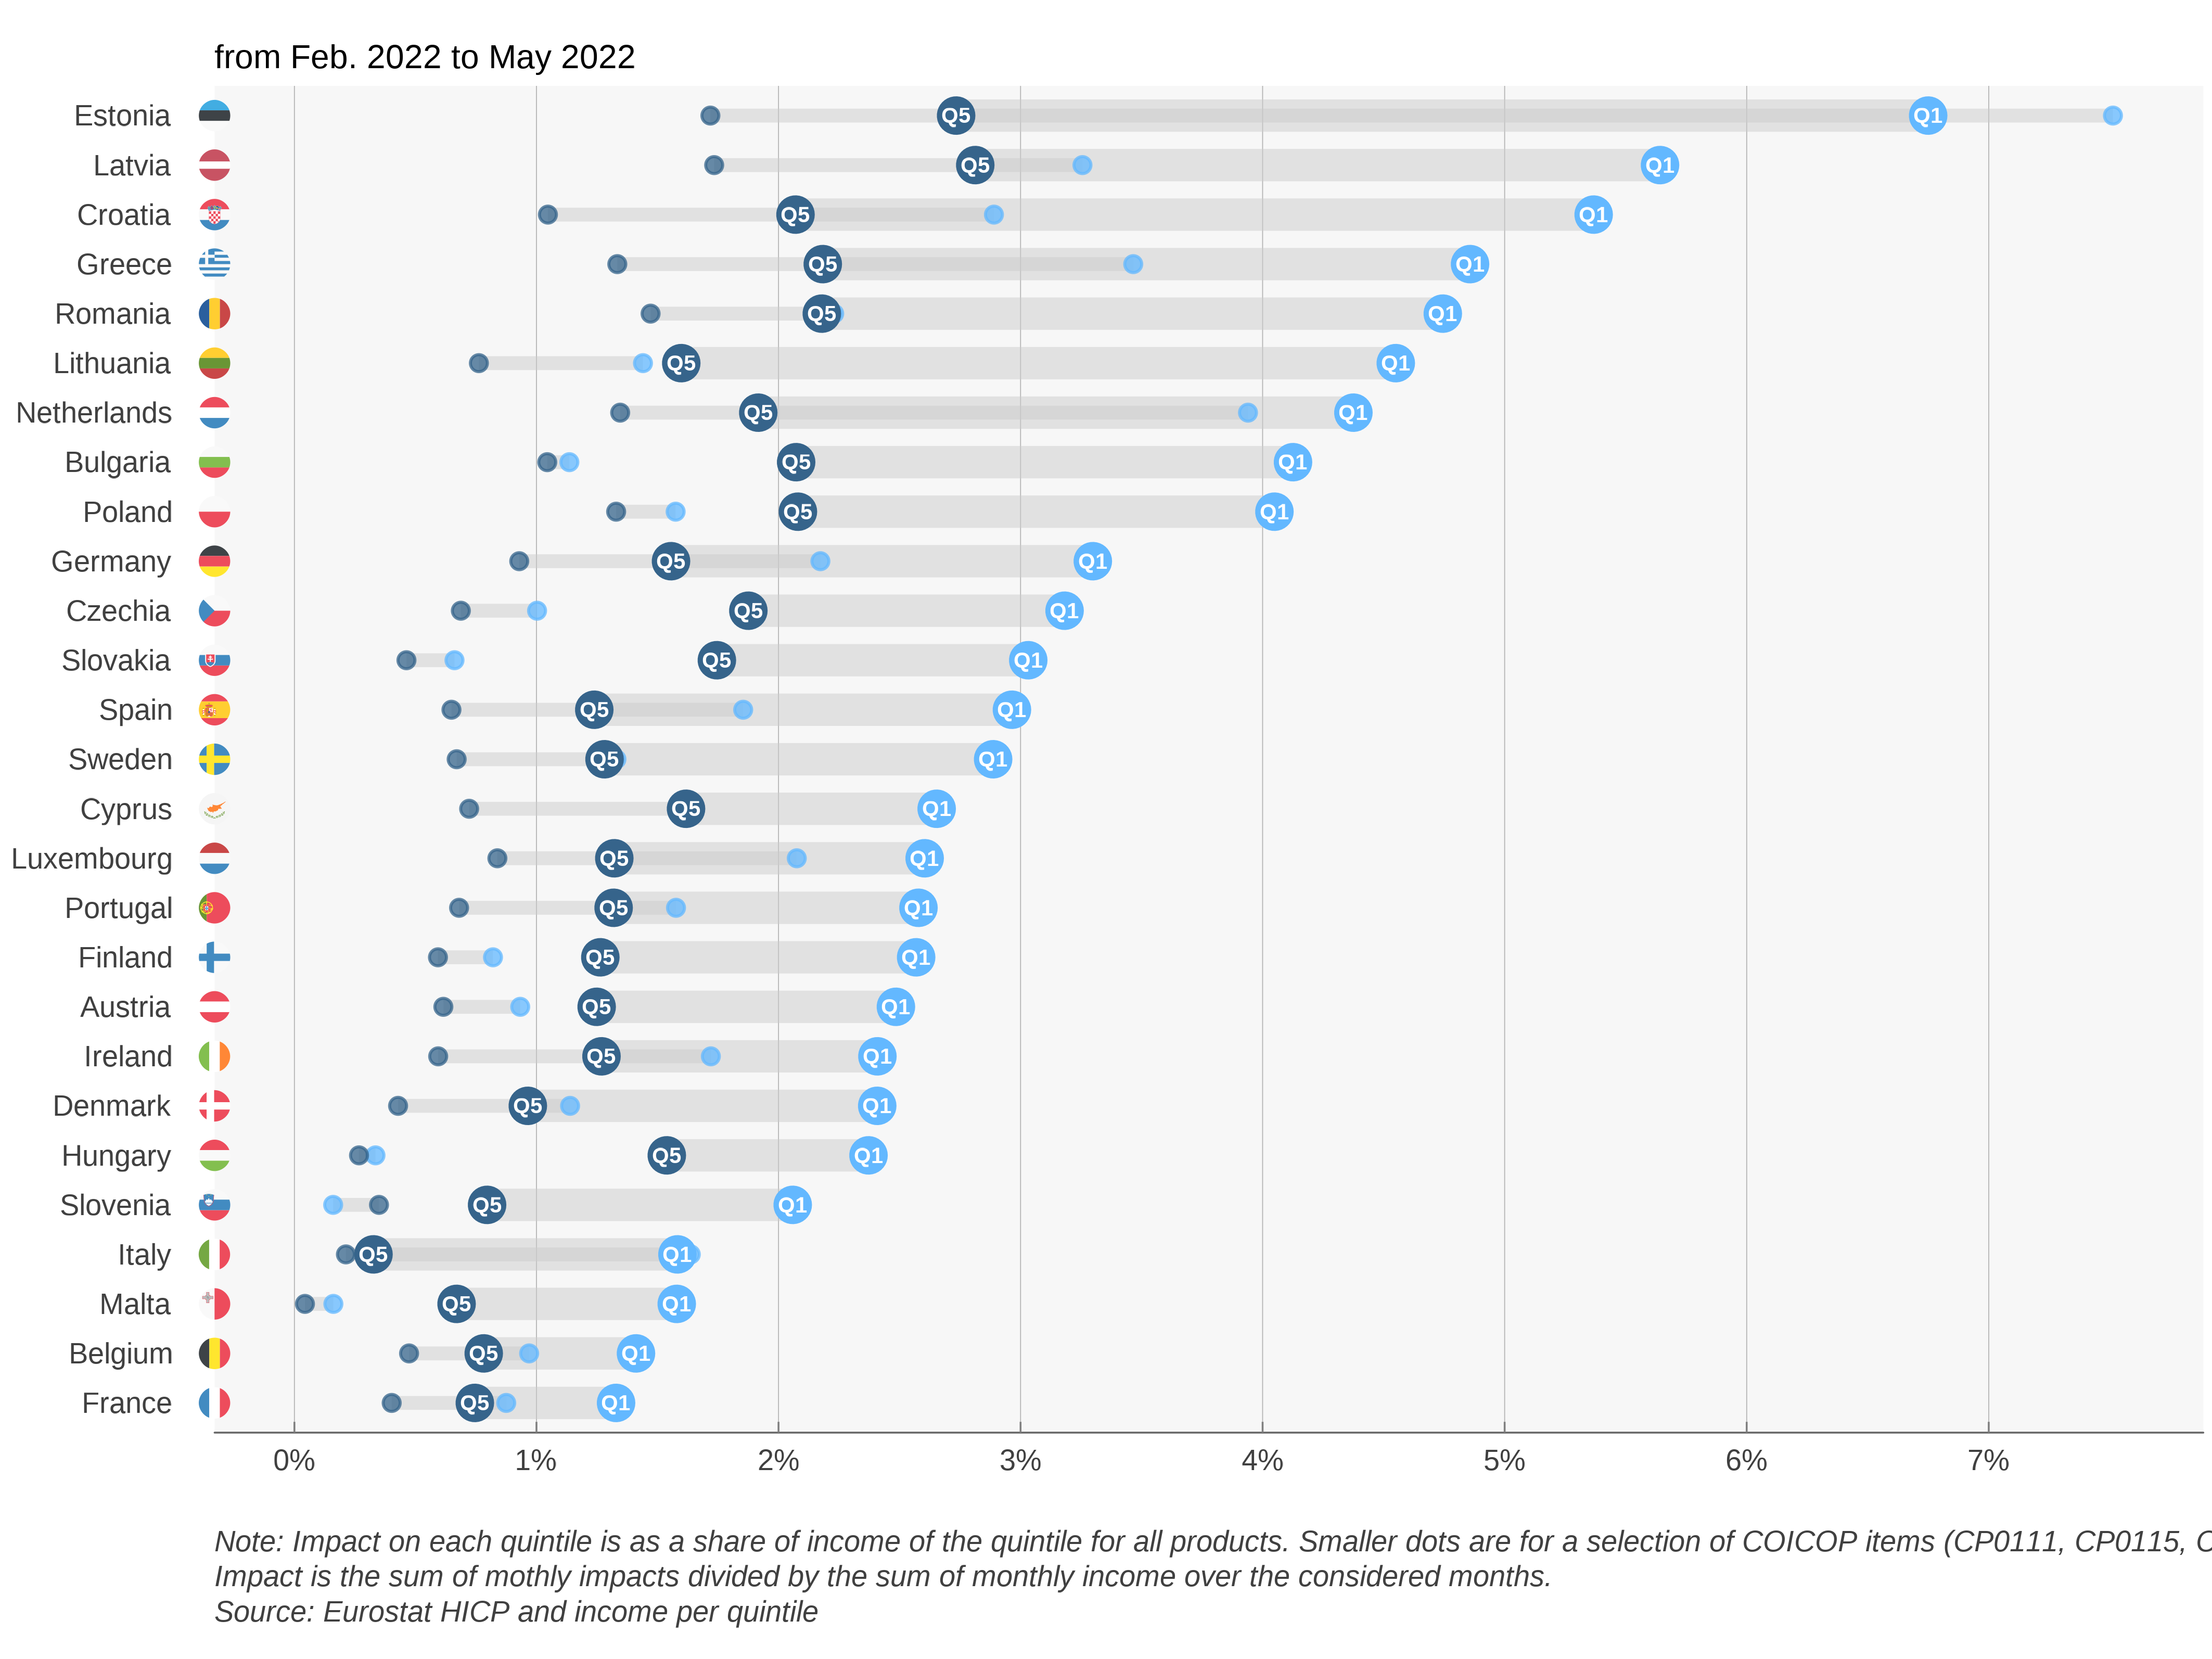 from Feb. 2022 to May 2022
Estonia Q5 Q1
Latvia Q5 Q1
Croatia Q5 Q1
Greece Q5 Q1
Romania Q5 Q1
Lithuania Q5 Q1
Netherlands Q5 Q1
Bulgaria Q5 Q1
Poland Q5 Q1
Germany Q5 Q1
Czechia Q5 Q1
Slovakia Q5 Q1
Spain Q5 Q1
Sweden Q5 Q1
Cyprus Q5 Q1
Luxembourg Q5 Q1
Portugal Q5 Q1
Finland Q5 Q1
Austria Q5 Q1
Ireland Q5 Q1
Denmark Q5 Q1
Hungary Q5 Q1
Slovenia Q5 Q1
Italy Q5 Q1
Malta Q5 Q1
Belgium Q5 Q1
France Q5 Q1
0% 1% 2% 3% 4% 5% 6% 7%
Note: Impact on each quintile is as a share of income of the quintile for all products. Smaller dots are for a selection of COICOP items (CP0111, CP0115,
Impact is the sum of mothly impacts divided by the sum of monthly income over the considered months.
Source: Eurostat HICP and income per quintile